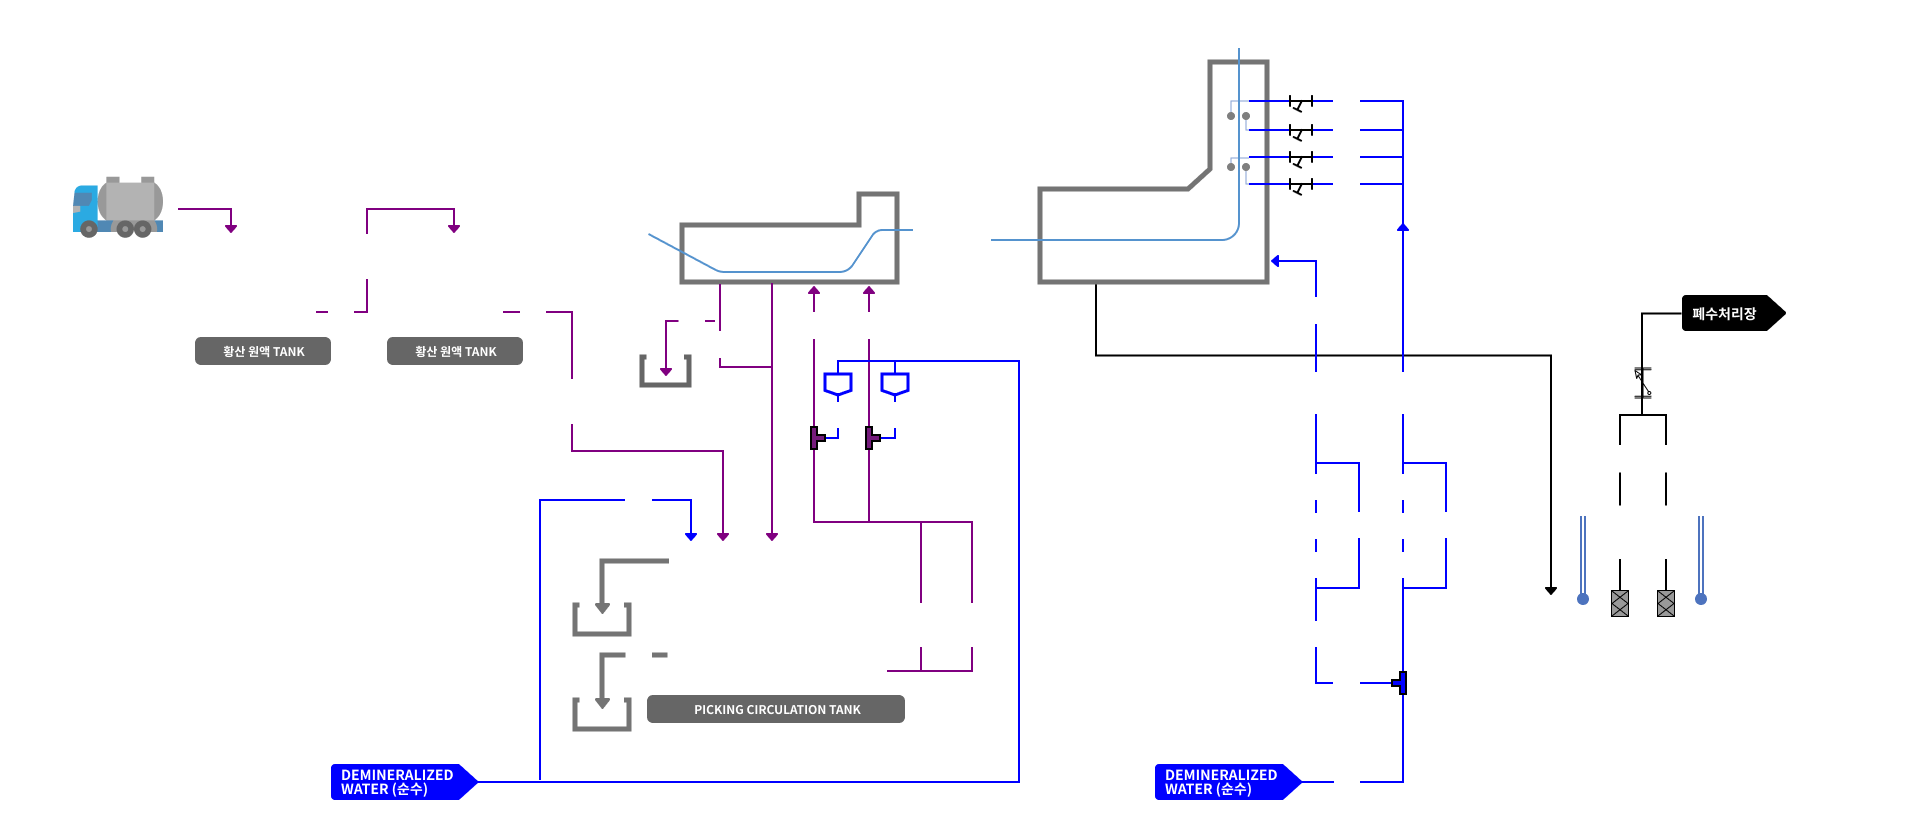 폐수처리장
황산 원액 TANK
황산 원액 TANK
PICKING CIRCULATION TANK
DEMINERALIZED
WATER (순수)
DEMINERALIZED
WATER (순수)